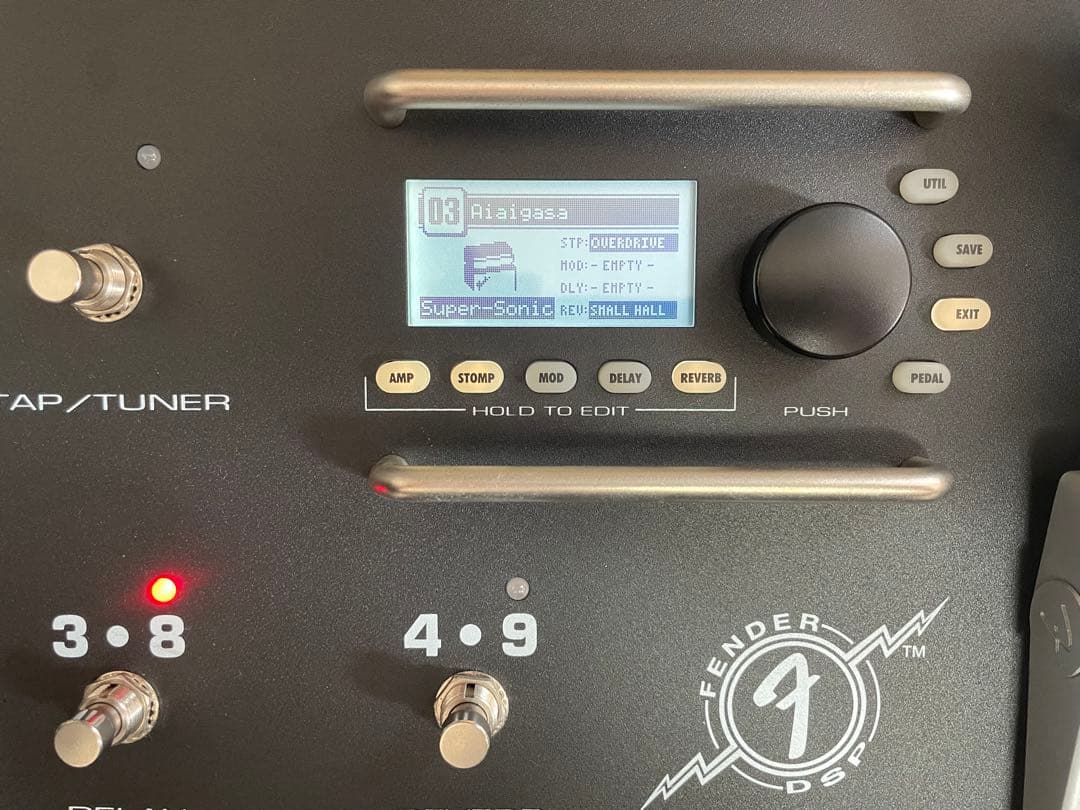 03 Aiaigasa
STP: OVERDRIVE
MOD: - EMPTY -
DLY: - EMPTY -
Super-Sonic REV: SMALL HALL
UTIL
SAVE
EXIT
PEDAL
AMP STOMP MOD DELAY REVERB
HOLD TO EDIT PUSH
TAP/TUNER
3 • 8 4 • 9
FENDER
TM
DSP